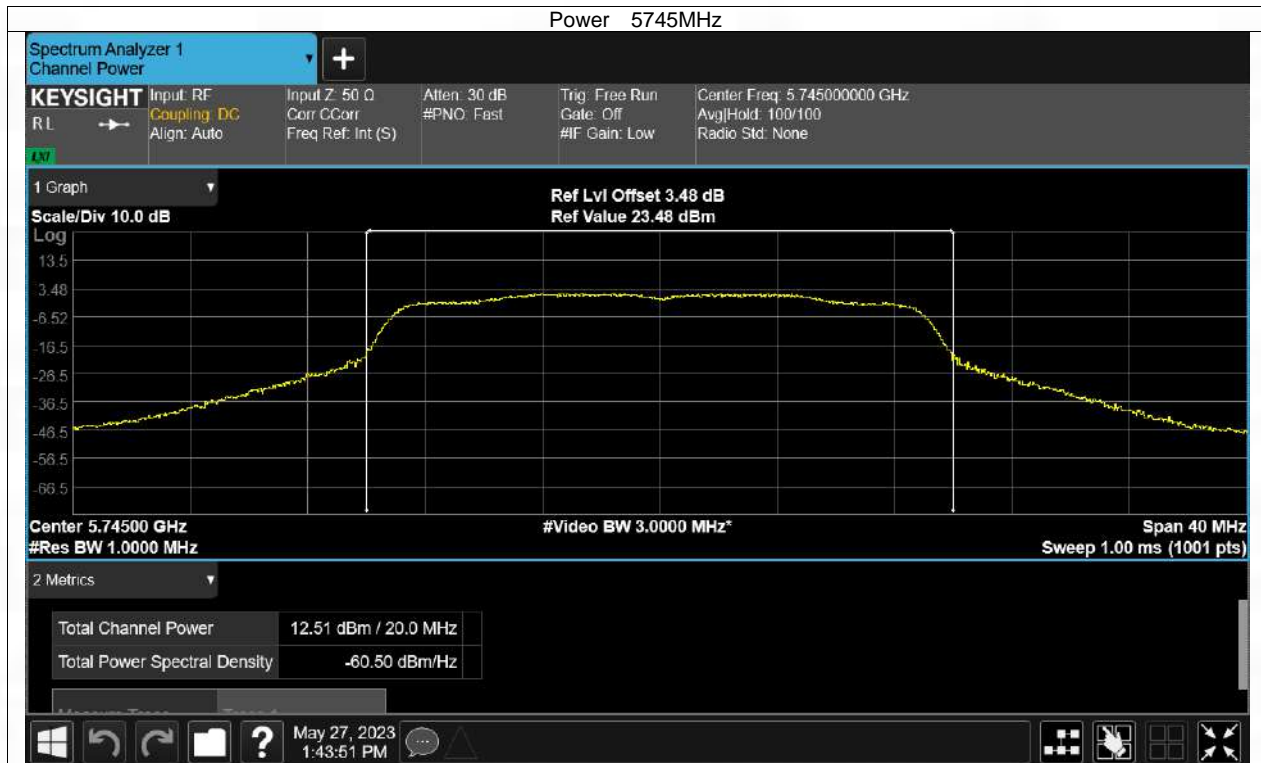 Power 5745MHz
Spectrum Analyzer 1
Channel Power
KEYSIGHT
RL
LXI
Input: RF
Coupling: DC
Align: Auto
Input Z: 50 Ω
Corr CCorr
Freq Ref: Int (S)
Atten: 30 dB
#PNO: Fast
Trig: Free Run
Gate: Off
#IF Gain: Low
Center Freq: 5.745000000 GHz
Avg|Hold: 100/100
Radio Std: None
1 Graph
Scale/Div 10.0 dB
Ref Lvl Offset 3.48 dB
Ref Value 23.48 dBm
Log
13.5
3.48
-6.52
-16.5
-26.5
-36.5
-46.5
-56.5
-66.5
Center 5.74500 GHz
#Res BW 1.0000 MHz
#Video BW 3.0000 MHz*
Span 40 MHz
Sweep 1.00 ms (1001 pts)
2 Metrics
Total Channel Power 12.51 dBm / 20.0 MHz
Total Power Spectral Density -60.50 dBm/Hz
May 27, 2023
1:43:51 PM